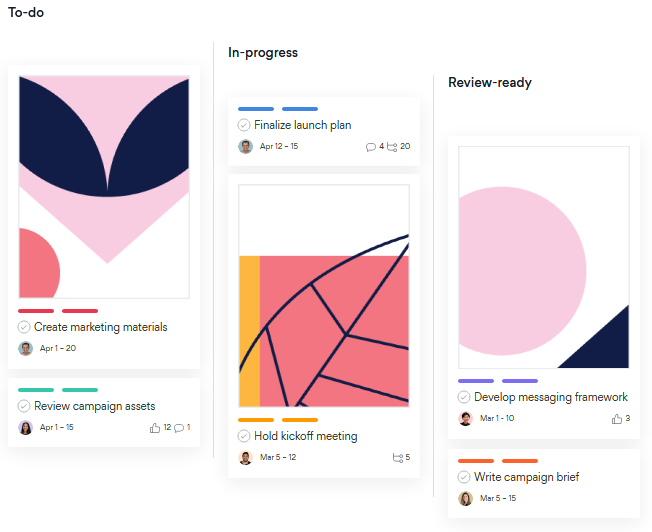 To-do
Create marketing materials
Apr 1 – 20
Review campaign assets
Apr 1 – 15
12 1
In-progress
Finalize launch plan
Apr 12 – 15
4 20
Hold kickoff meeting
Mar 5 – 12
5
Review-ready
Develop messaging framework
Mar 1 - 10
3
Write campaign brief
Mar 5 – 15